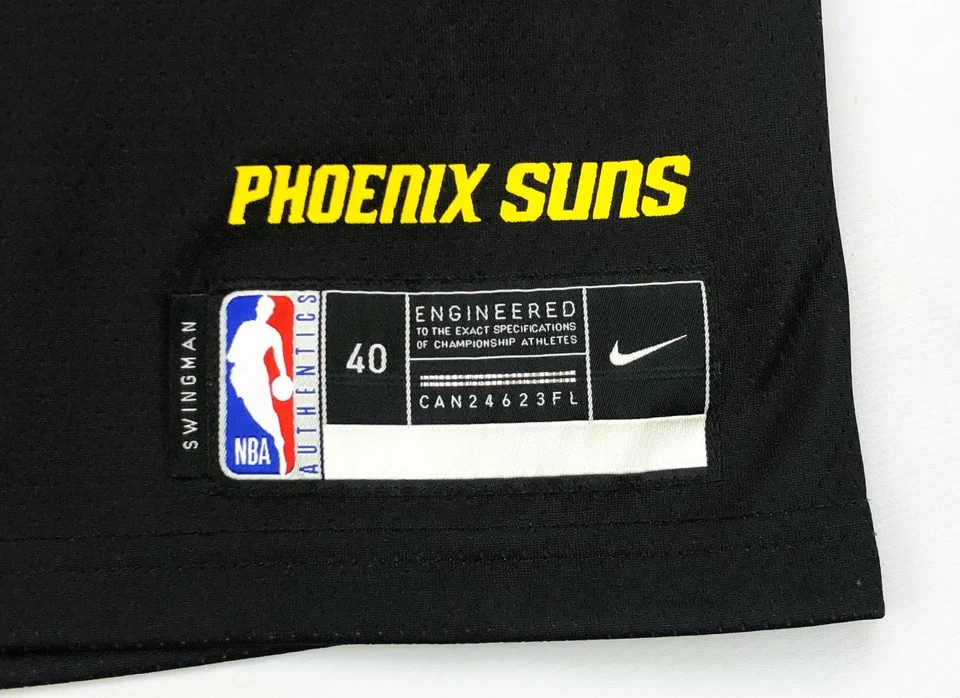 PHOENIX SUNS
SWINGMAN
NBA
AUTHENTICS
40
ENGINEERED
TO THE EXACT SPECIFICATIONS
OF CHAMPIONSHIP ATHLETES
CAN24623FL